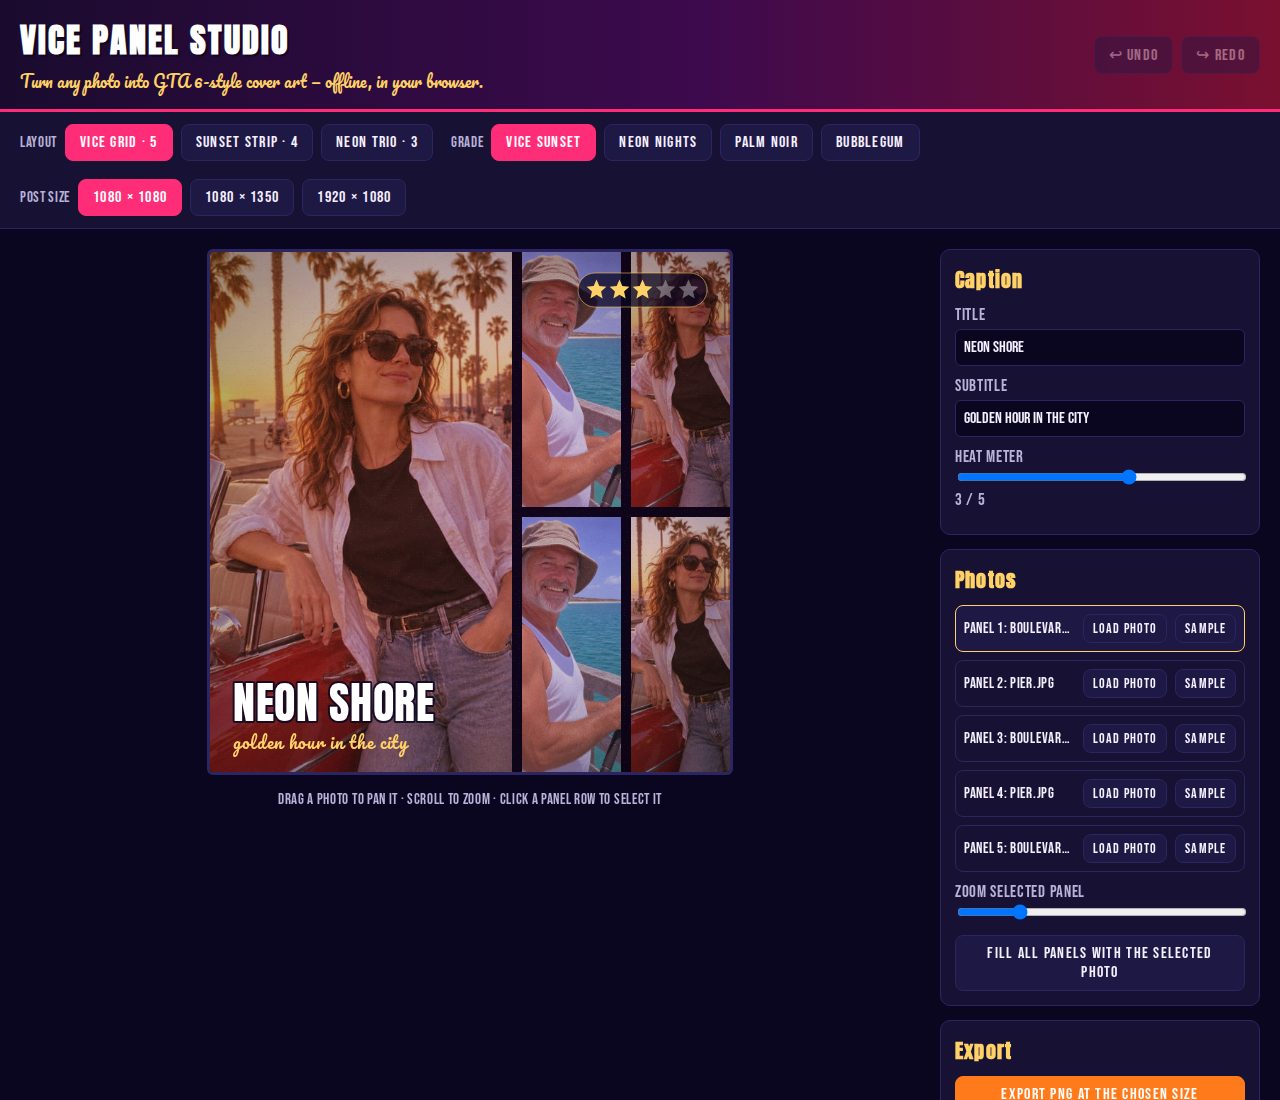 VICE PANEL STUDIO
Turn any photo into GTA 6-style cover art – offline, in your browser.
↩ UNDO
↪ REDO
LAYOUT
VICE GRID · 5
SUNSET STRIP · 4
NEON TRIO · 3
GRADE
VICE SUNSET
NEON NIGHTS
PALM NOIR
BUBBLEGUM
POST SIZE
1080 × 1080
1080 × 1350
1920 × 1080
NEON SHORE
golden hour in the city
DRAG A PHOTO TO PAN IT · SCROLL TO ZOOM · CLICK A PANEL ROW TO SELECT IT
Caption
TITLE
NEON SHORE
SUBTITLE
GOLDEN HOUR IN THE CITY
HEAT METER
3 / 5
Photos
PANEL 1: BOULEVAR…
LOAD PHOTO
SAMPLE
PANEL 2: PIER.JPG
LOAD PHOTO
SAMPLE
PANEL 3: BOULEVAR…
LOAD PHOTO
SAMPLE
PANEL 4: PIER.JPG
LOAD PHOTO
SAMPLE
PANEL 5: BOULEVAR…
LOAD PHOTO
SAMPLE
ZOOM SELECTED PANEL
FILL ALL PANELS WITH THE SELECTED
PHOTO
Export
EXPORT PNG AT THE CHOSEN SIZE